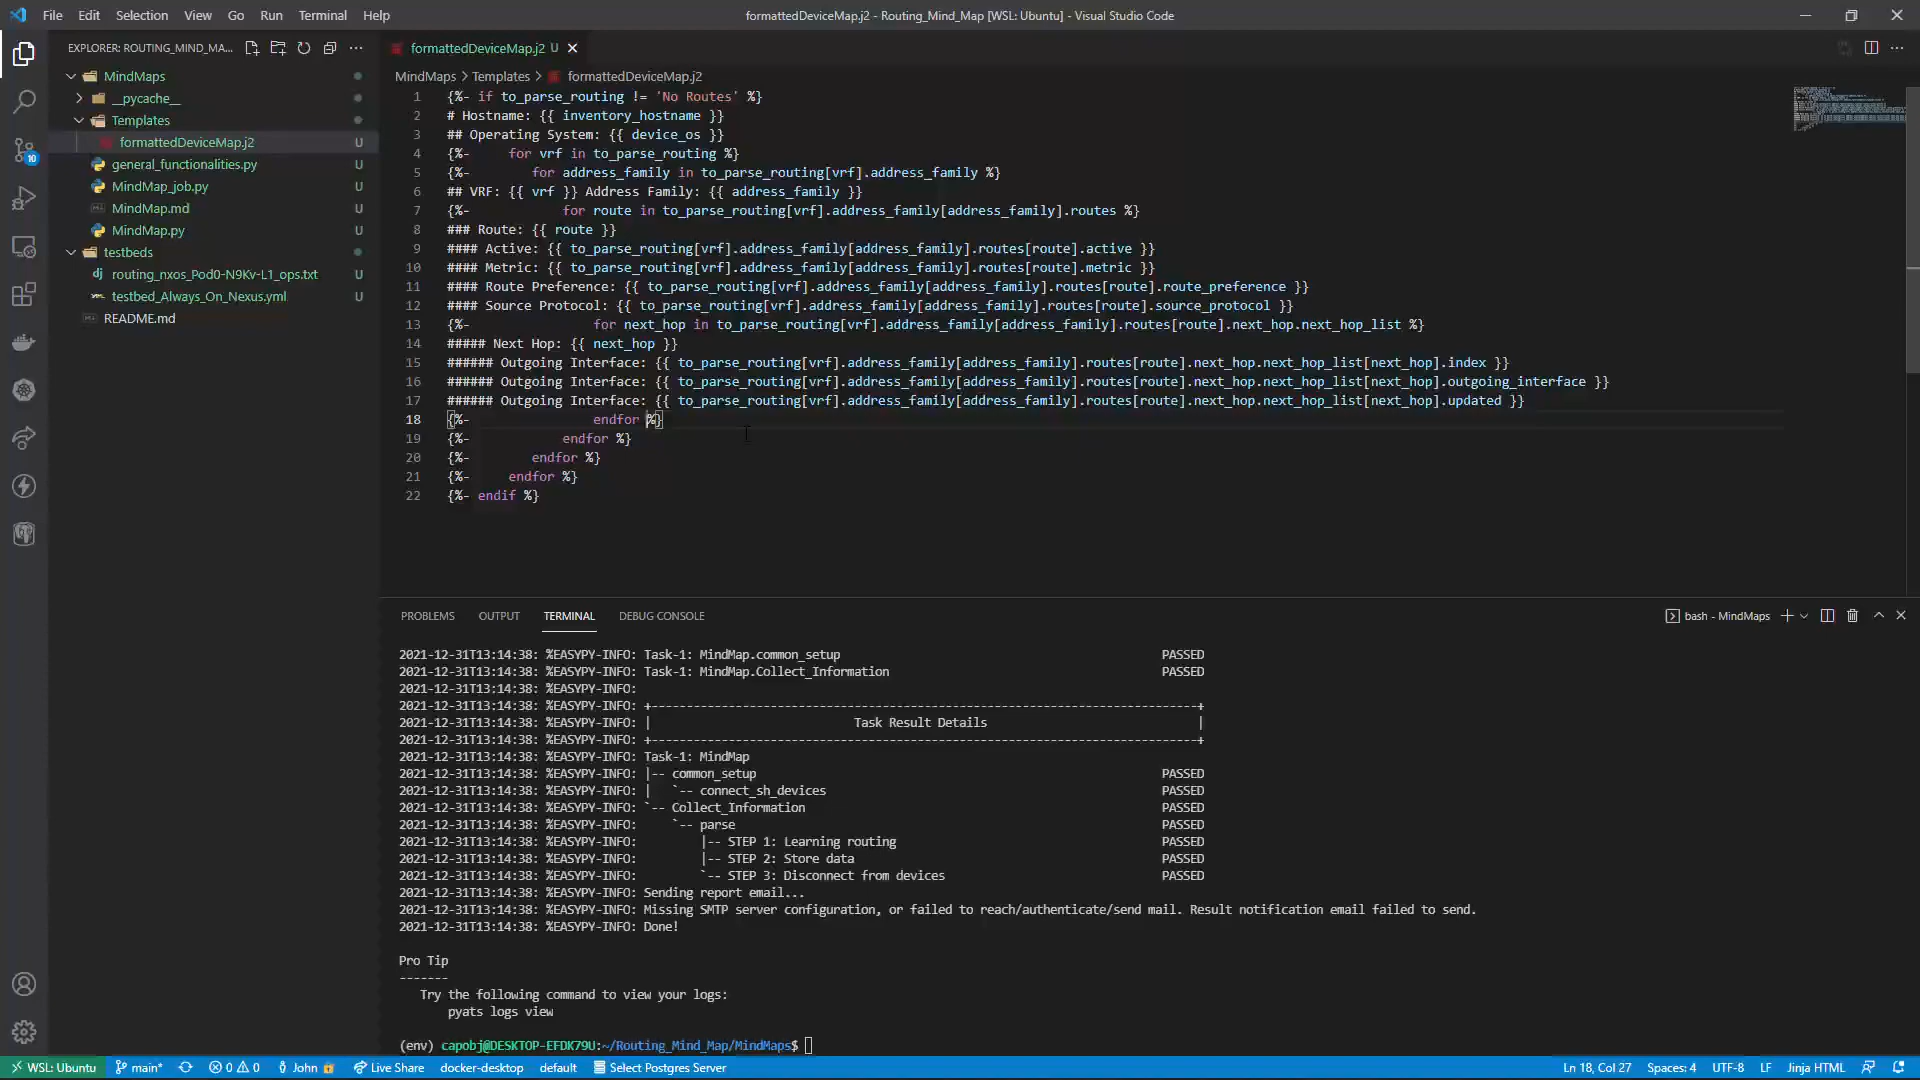 File Edit Selection View Go Run Terminal Help
formattedDeviceMap.j2 - Routing_Mind_Map [WSL: Ubuntu] - Visual Studio Code
EXPLORER: ROUTING_MIND_MA...
MindMaps
__pycache__
Templates
formattedDeviceMap.j2 U
general_functionalities.py U
MindMap_job.py U
MindMap.md U
MindMap.py U
testbeds
routing_nxos_Pod0-N9Kv-L1_ops.txt U
testbed_Always_On_Nexus.yml U
README.md
10
formattedDeviceMap.j2 U
MindMaps > Templates > formattedDeviceMap.j2
1 {%- if to_parse_routing != 'No Routes' %}
2 # Hostname: {{ inventory_hostname }}
3 ## Operating System: {{ device_os }}
4 {%-     for vrf in to_parse_routing %}
5 {%-        for address_family in to_parse_routing[vrf].address_family %}
6 ## VRF: {{ vrf }} Address Family: {{ address_family }}
7 {%-            for route in to_parse_routing[vrf].address_family[address_family].routes %}
8 ### Route: {{ route }}
9 #### Active: {{ to_parse_routing[vrf].address_family[address_family].routes[route].active }}
10 #### Metric: {{ to_parse_routing[vrf].address_family[address_family].routes[route].metric }}
11 #### Route Preference: {{ to_parse_routing[vrf].address_family[address_family].routes[route].route_preference }}
12 #### Source Protocol: {{ to_parse_routing[vrf].address_family[address_family].routes[route].source_protocol }}
13 {%-                for next_hop in to_parse_routing[vrf].address_family[address_family].routes[route].next_hop.next_hop_list %}
14 ##### Next Hop: {{ next_hop }}
15 ###### Outgoing Interface: {{ to_parse_routing[vrf].address_family[address_family].routes[route].next_hop.next_hop_list[next_hop].index }}
16 ###### Outgoing Interface: {{ to_parse_routing[vrf].address_family[address_family].routes[route].next_hop.next_hop_list[next_hop].outgoing_interface }}
17 ###### Outgoing Interface: {{ to_parse_routing[vrf].address_family[address_family].routes[route].next_hop.next_hop_list[next_hop].updated }}
18 {%-                endfor %}
19 {%-            endfor %}
20 {%-        endfor %}
21 {%-     endfor %}
22 {%- endif %}
PROBLEMS OUTPUT TERMINAL DEBUG CONSOLE
bash - MindMaps
2021-12-31T13:14:38: %EASYPY-INFO: Task-1: MindMap.common_setup PASSED
2021-12-31T13:14:38: %EASYPY-INFO: Task-1: MindMap.Collect_Information PASSED
2021-12-31T13:14:38: %EASYPY-INFO:
2021-12-31T13:14:38: %EASYPY-INFO: +------------------------------------------------------------------------------+
2021-12-31T13:14:38: %EASYPY-INFO: |                             Task Result Details                              |
2021-12-31T13:14:38: %EASYPY-INFO: +------------------------------------------------------------------------------+
2021-12-31T13:14:38: %EASYPY-INFO: Task-1: MindMap
2021-12-31T13:14:38: %EASYPY-INFO: |-- common_setup PASSED
2021-12-31T13:14:38: %EASYPY-INFO: |   `-- connect_sh_devices PASSED
2021-12-31T13:14:38: %EASYPY-INFO: `-- Collect_Information PASSED
2021-12-31T13:14:38: %EASYPY-INFO:     `-- parse PASSED
2021-12-31T13:14:38: %EASYPY-INFO:         |-- STEP 1: Learning routing PASSED
2021-12-31T13:14:38: %EASYPY-INFO:         |-- STEP 2: Store data PASSED
2021-12-31T13:14:38: %EASYPY-INFO:         `-- STEP 3: Disconnect from devices PASSED
2021-12-31T13:14:38: %EASYPY-INFO: Sending report email...
2021-12-31T13:14:38: %EASYPY-INFO: Missing SMTP server configuration, or failed to reach/authenticate/send mail. Result notification email failed to send.
2021-12-31T13:14:38: %EASYPY-INFO: Done!
Pro Tip
-------
Try the following command to view your logs:
pyats logs view
(env) capobj@DESKTOP-EFDK79U:~/Routing_Mind_Map/MindMaps$
WSL: Ubuntu main* 0 0 John Live Share docker-desktop default Select Postgres Server Ln 18, Col 27 Spaces: 4 UTF-8 LF Jinja HTML